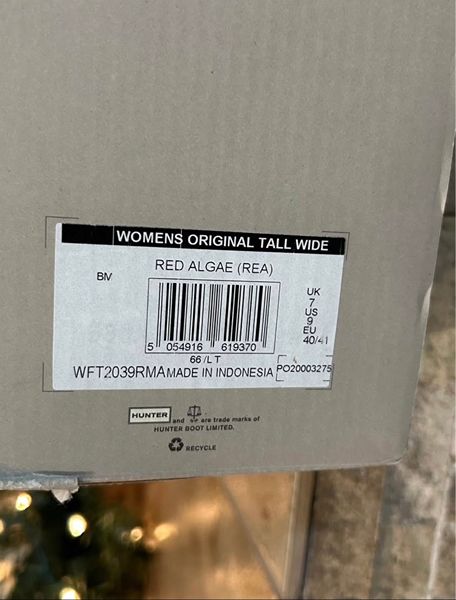 WOMENS ORIGINAL TALL WIDE
RED ALGAE (REA)
BM
UK
7
US
9
EU
40/41
5 054916 619370
66 /L T
WFT2039RMA MADE IN INDONESIA PO20003275
HUNTER and are trade marks of
HUNTER BOOT LIMITED.
RECYCLE